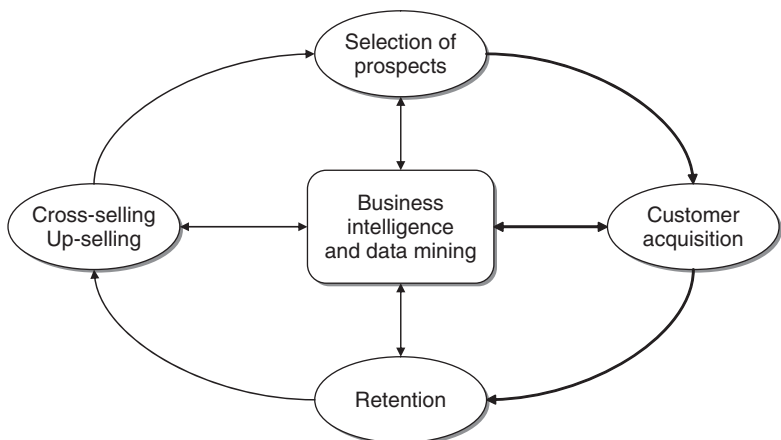 Selection of
prospects
Cross-selling
Up-selling
Business
intelligence
and data mining
Customer
acquisition
Retention